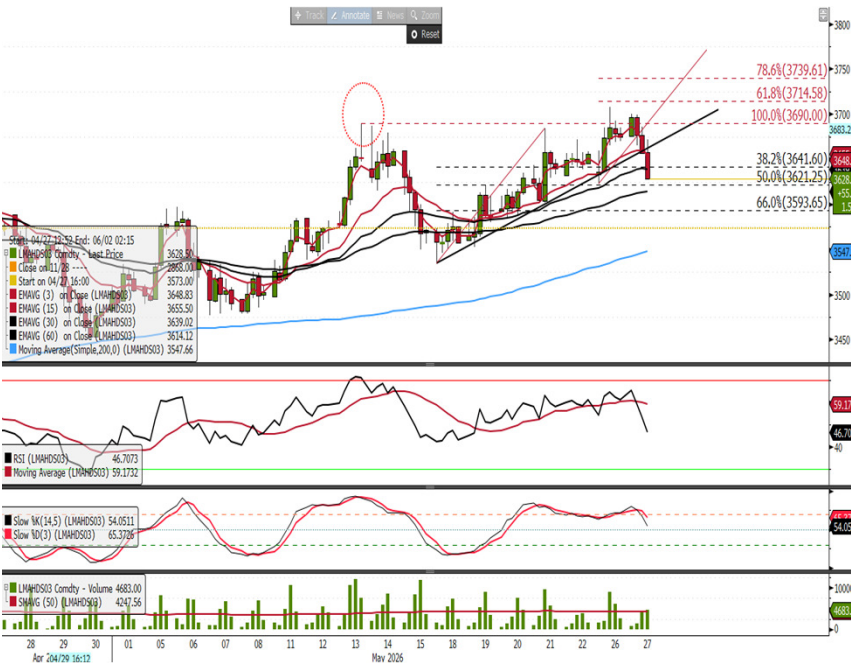 Track Annotate News Zoom
Reset
3800
3750
78.6%(3739.61)
61.8%(3714.58)
3700
100.0%(3690.00)
3683.2
38.2%(3641.60)
3648.
50.0%(3621.25)
3628.
+55.
1.5
66.0%(3593.65)
3547.
3500
3450
Start: 04/27 12:52 End: 06/02 02:15
LMAHDS03 Comdty - Last Price 3628.50
Close on 11/28 ---- 2868.00
Start on 04/27 16:00 3573.00
EMAVG (3) on Close (LMAHDS03) 3648.83
EMAVG (15) on Close (LMAHDS03) 3655.50
EMAVG (30) on Close (LMAHDS03) 3639.02
EMAVG (60) on Close (LMAHDS03) 3614.12
Moving Average(Simple,200,0) (LMAHDS03) 3547.66
59.17
46.70
40
RSI (LMAHDS03) 46.7073
Moving Average (LMAHDS03) 59.1732
Slow %K(14,5) (LMAHDS03) 54.0511
Slow %D(3) (LMAHDS03) 65.3726
65.37
54.05
LMAHDS03 Comdty - Volume 4683.00
SMAVG (50) (LMAHDS03) 4247.56
10000
4683.
0
28 29 30 01 05 06 07 08 11 12 13 14 15 18 19 20 21 22 26 27
04/29 16:12
May 2026